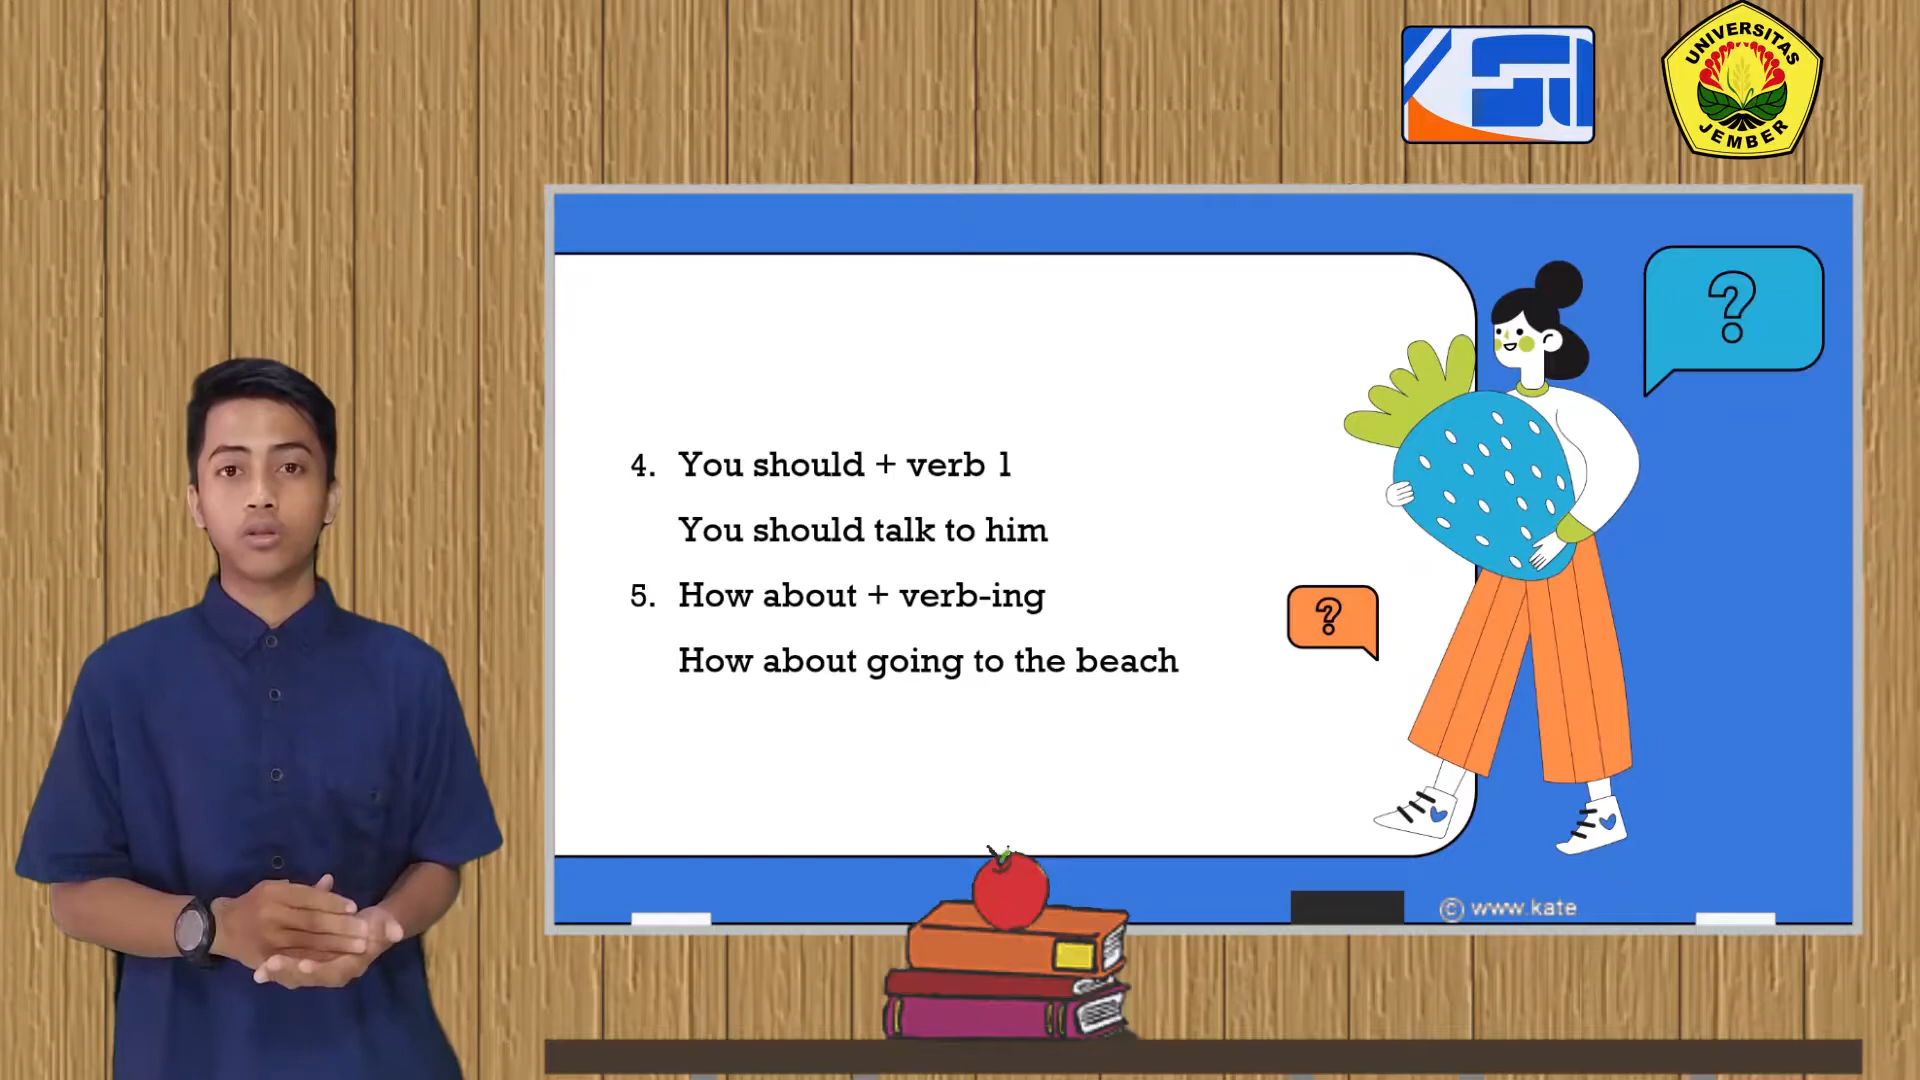 UNIVERSITAS
JEMBER
?
4. You should + verb 1
You should talk to him
5. How about + verb-ing
?
How about going to the beach
© www.kate